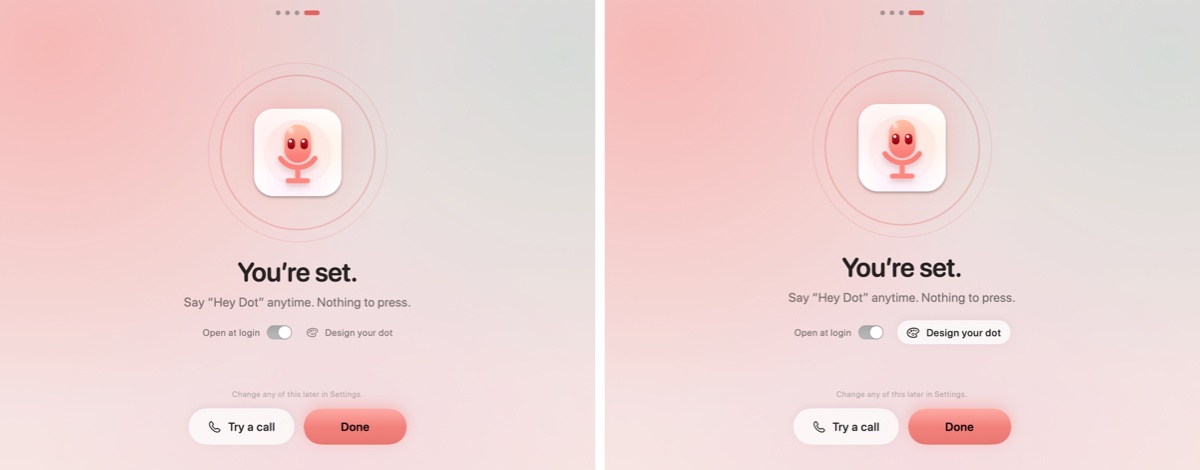 You're set.
Say “Hey Dot” anytime. Nothing to press.
Open at login Design your dot
Change any of this later in Settings.
Try a call Done
You're set.
Say “Hey Dot” anytime. Nothing to press.
Open at login Design your dot
Change any of this later in Settings.
Try a call Done